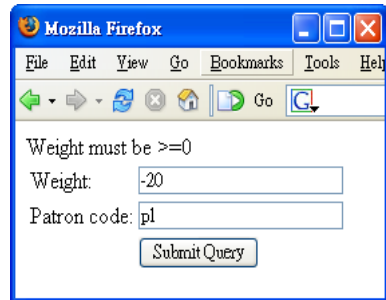 Mozilla Firefox
File Edit View Go Bookmarks Tools Help
Go G
Weight must be >=0
Weight: -20
Patron code: p1
Submit Query